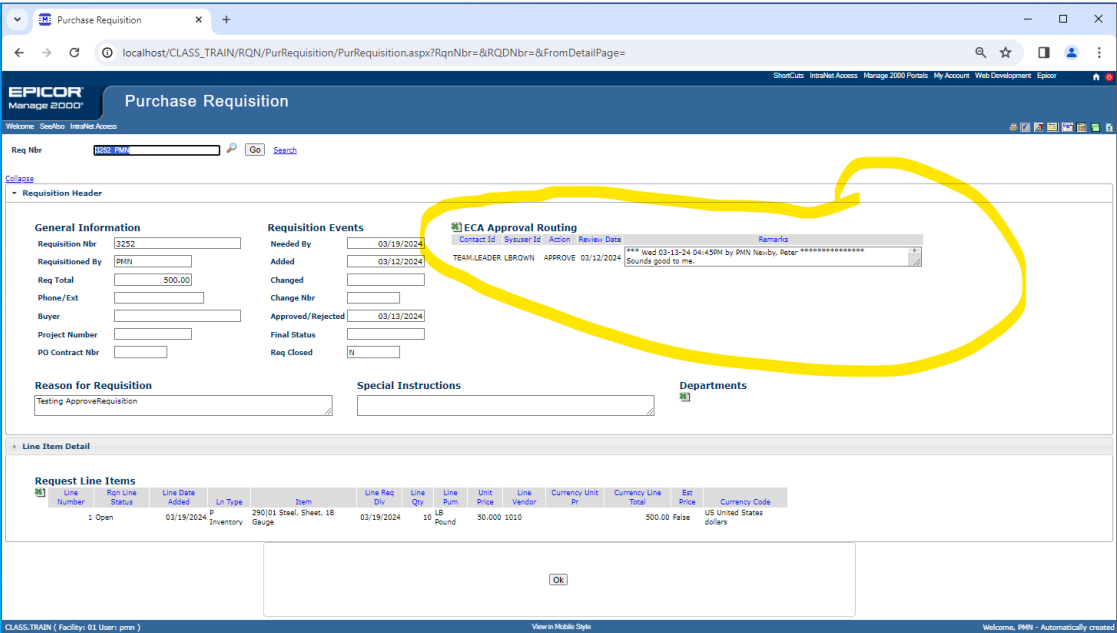 Purchase Requisition
localhost/CLASS_TRAIN/RQN/PurRequisition/PurRequisition.aspx?RqnNbr=&RQDNbr=&FromDetailPage=
ShortCuts IntraNet Access Manage 2000 Portals My Account Web Development Epicor
EPICOR
Manage 2000
Purchase Requisition
Welcome SeeAlso IntraNet Access
Req Nbr 3252 PMN Go Search
Collapse
Requisition Header
General Information
Requisition Nbr 3252
Requisitioned By PMN
Req Total 500.00
Phone/Ext
Buyer
Project Number
PO Contract Nbr
Requisition Events
Needed By 03/19/2024
Added 03/12/2024
Changed
Change Nbr
Approved/Rejected 03/13/2024
Final Status
Req Closed N
ECA Approval Routing
Contact Id Sysuser Id Action Review Date Remarks
TEAM.LEADER LBROWN APPROVE 03/12/2024 *** Wed 03-13-24 04:45PM by PMN Newby, Peter ***************
Sounds good to me.
Reason for Requisition
Testing ApproveRequisition
Special Instructions
Departments
Line Item Detail
Request Line Items
Line Number Rqn Line Status Line Date Added Ln Type Item Line Req Dlv Line Qty Line Pum Unit Price Line Vendor Currency Unit Pr Currency Line Total Est Price Currency Code
1 Open 03/19/2024 P Inventory 290|01 Steel, Sheet, 18 Gauge 03/19/2024 10 LB Pound 50.000 1010 500.00 False US United States dollars
Ok
CLASS.TRAIN ( Facility: 01 User: pmn ) View in Mobile Style Welcome, PMN - Automatically created